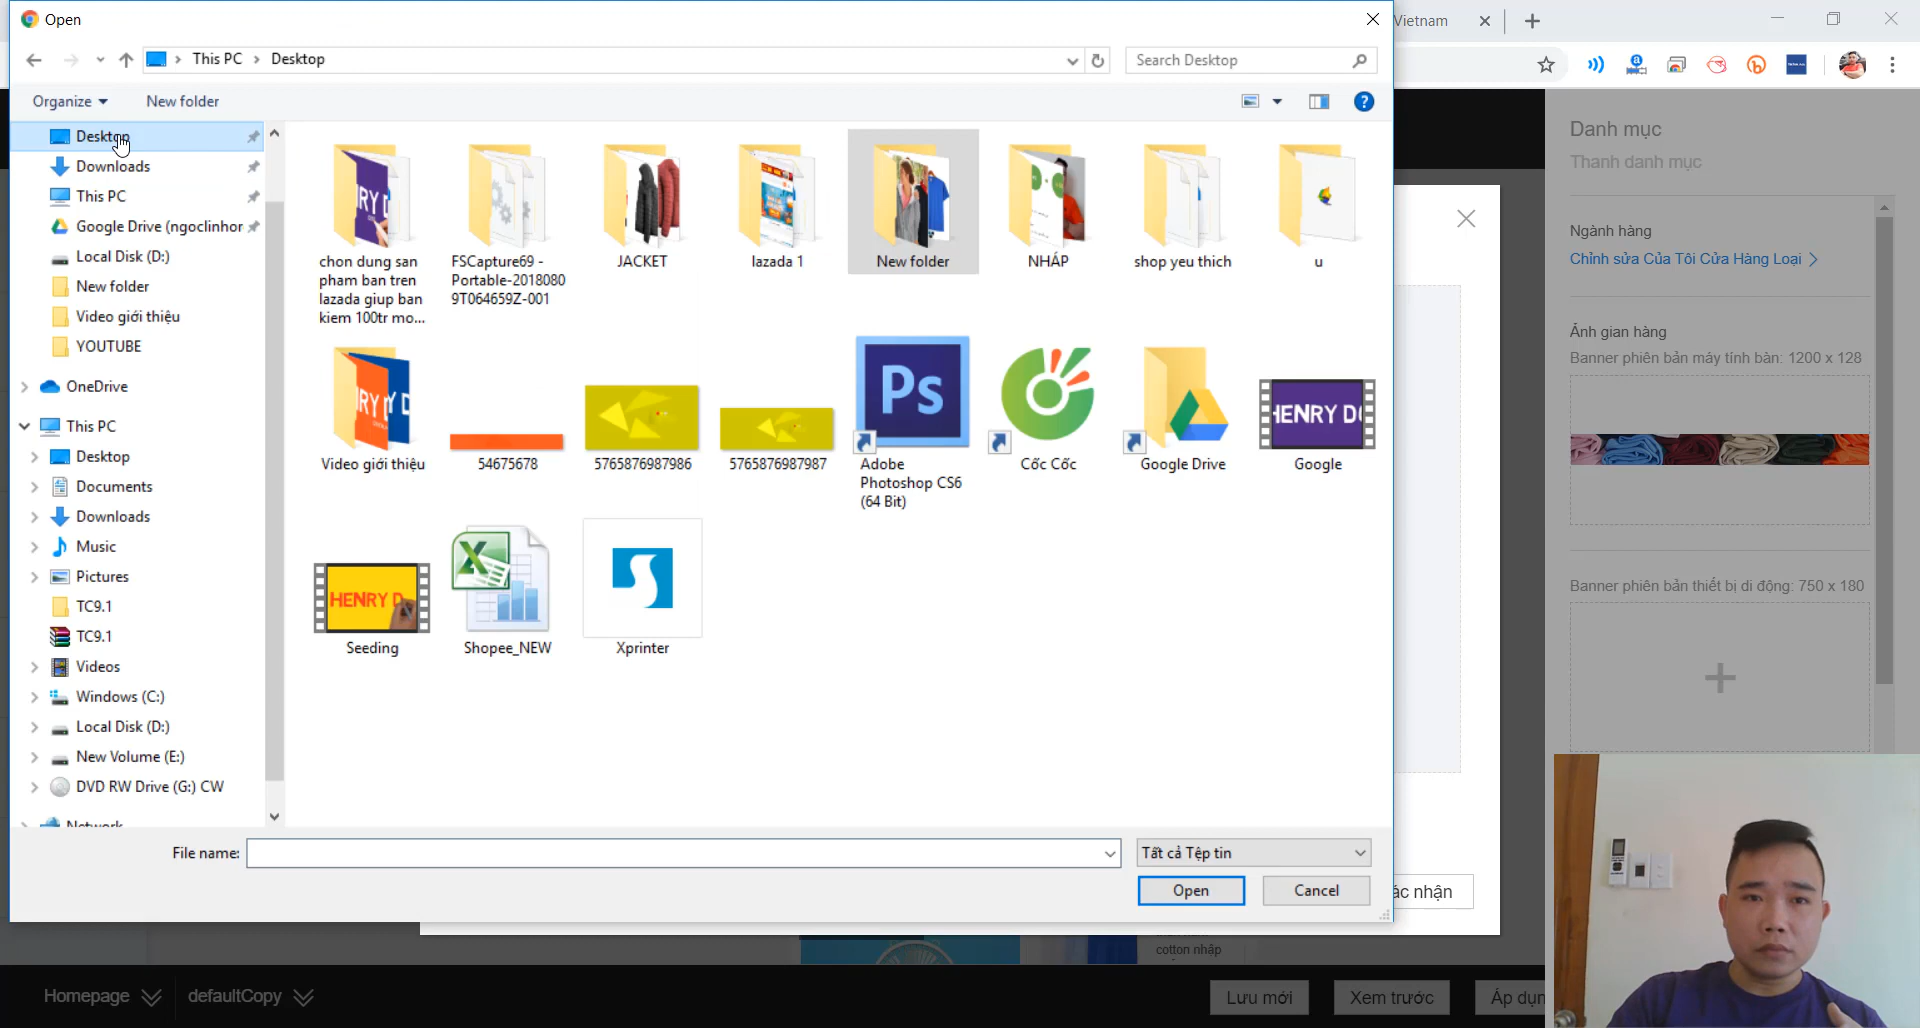 Open
Vietnam
This PC
Desktop
Search Desktop
Organize
New folder
Desktop
Downloads
This PC
Google Drive (ngoclinhor
Local Disk (D:)
New folder
Video giới thiệu
YOUTUBE
OneDrive
This PC
Desktop
Documents
Downloads
Music
Pictures
TC9.1
TC9.1
Videos
Windows (C:)
Local Disk (D:)
New Volume (E:)
DVD RW Drive (G:) CW
Network
chon dung san
pham ban tren
lazada giup ban
kiem 100tr mo...
FSCapture69 -
Portable-2018080
9T064659Z-001
JACKET
lazada 1
New folder
NHÁP
shop yeu thich
u
Video giới thiệu
54675678
5765876987986
5765876987987
Ps
Adobe
Photoshop CS6
(64 Bit)
Cốc Cốc
Google Drive
HENRY DO
Google
HENRY D
Seeding
Shopee_NEW
Xprinter
File name:
Tất cả Tệp tin
Open
Cancel
Danh mục
Thanh danh mục
Ngành hàng
Chỉnh sửa Của Tôi Cửa Hàng Loại
Ảnh gian hàng
Banner phiên bản máy tính bàn: 1200 x 128
Banner phiên bản thiết bị di động: 750 x 180
ác nhận
cotton nhập
Homepage
defaultCopy
Lưu mới
Xem trước
Áp dụn